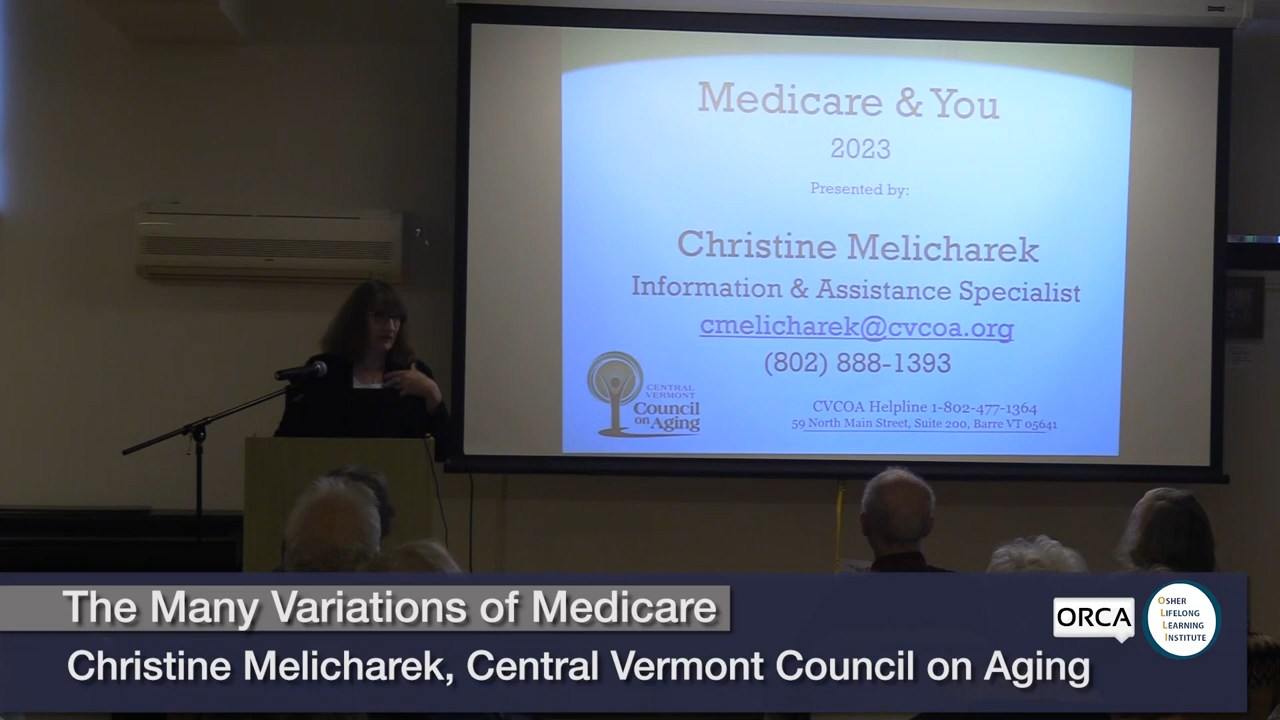 Medicare & You
2023
Presented by:
Christine Melicharek
Information & Assistance Specialist
cmelicharek@cvcoa.org
(802) 888-1393
CENTRAL
VERMONT
Council
on Aging
CVCOA Helpline 1-802-477-1364
59 North Main Street, Suite 200, Barre VT 05641
The Many Variations of Medicare
Christine Melicharek, Central Vermont Council on Aging
ORCA
OSHER
LIFELONG
LEARNING
INSTITUTE